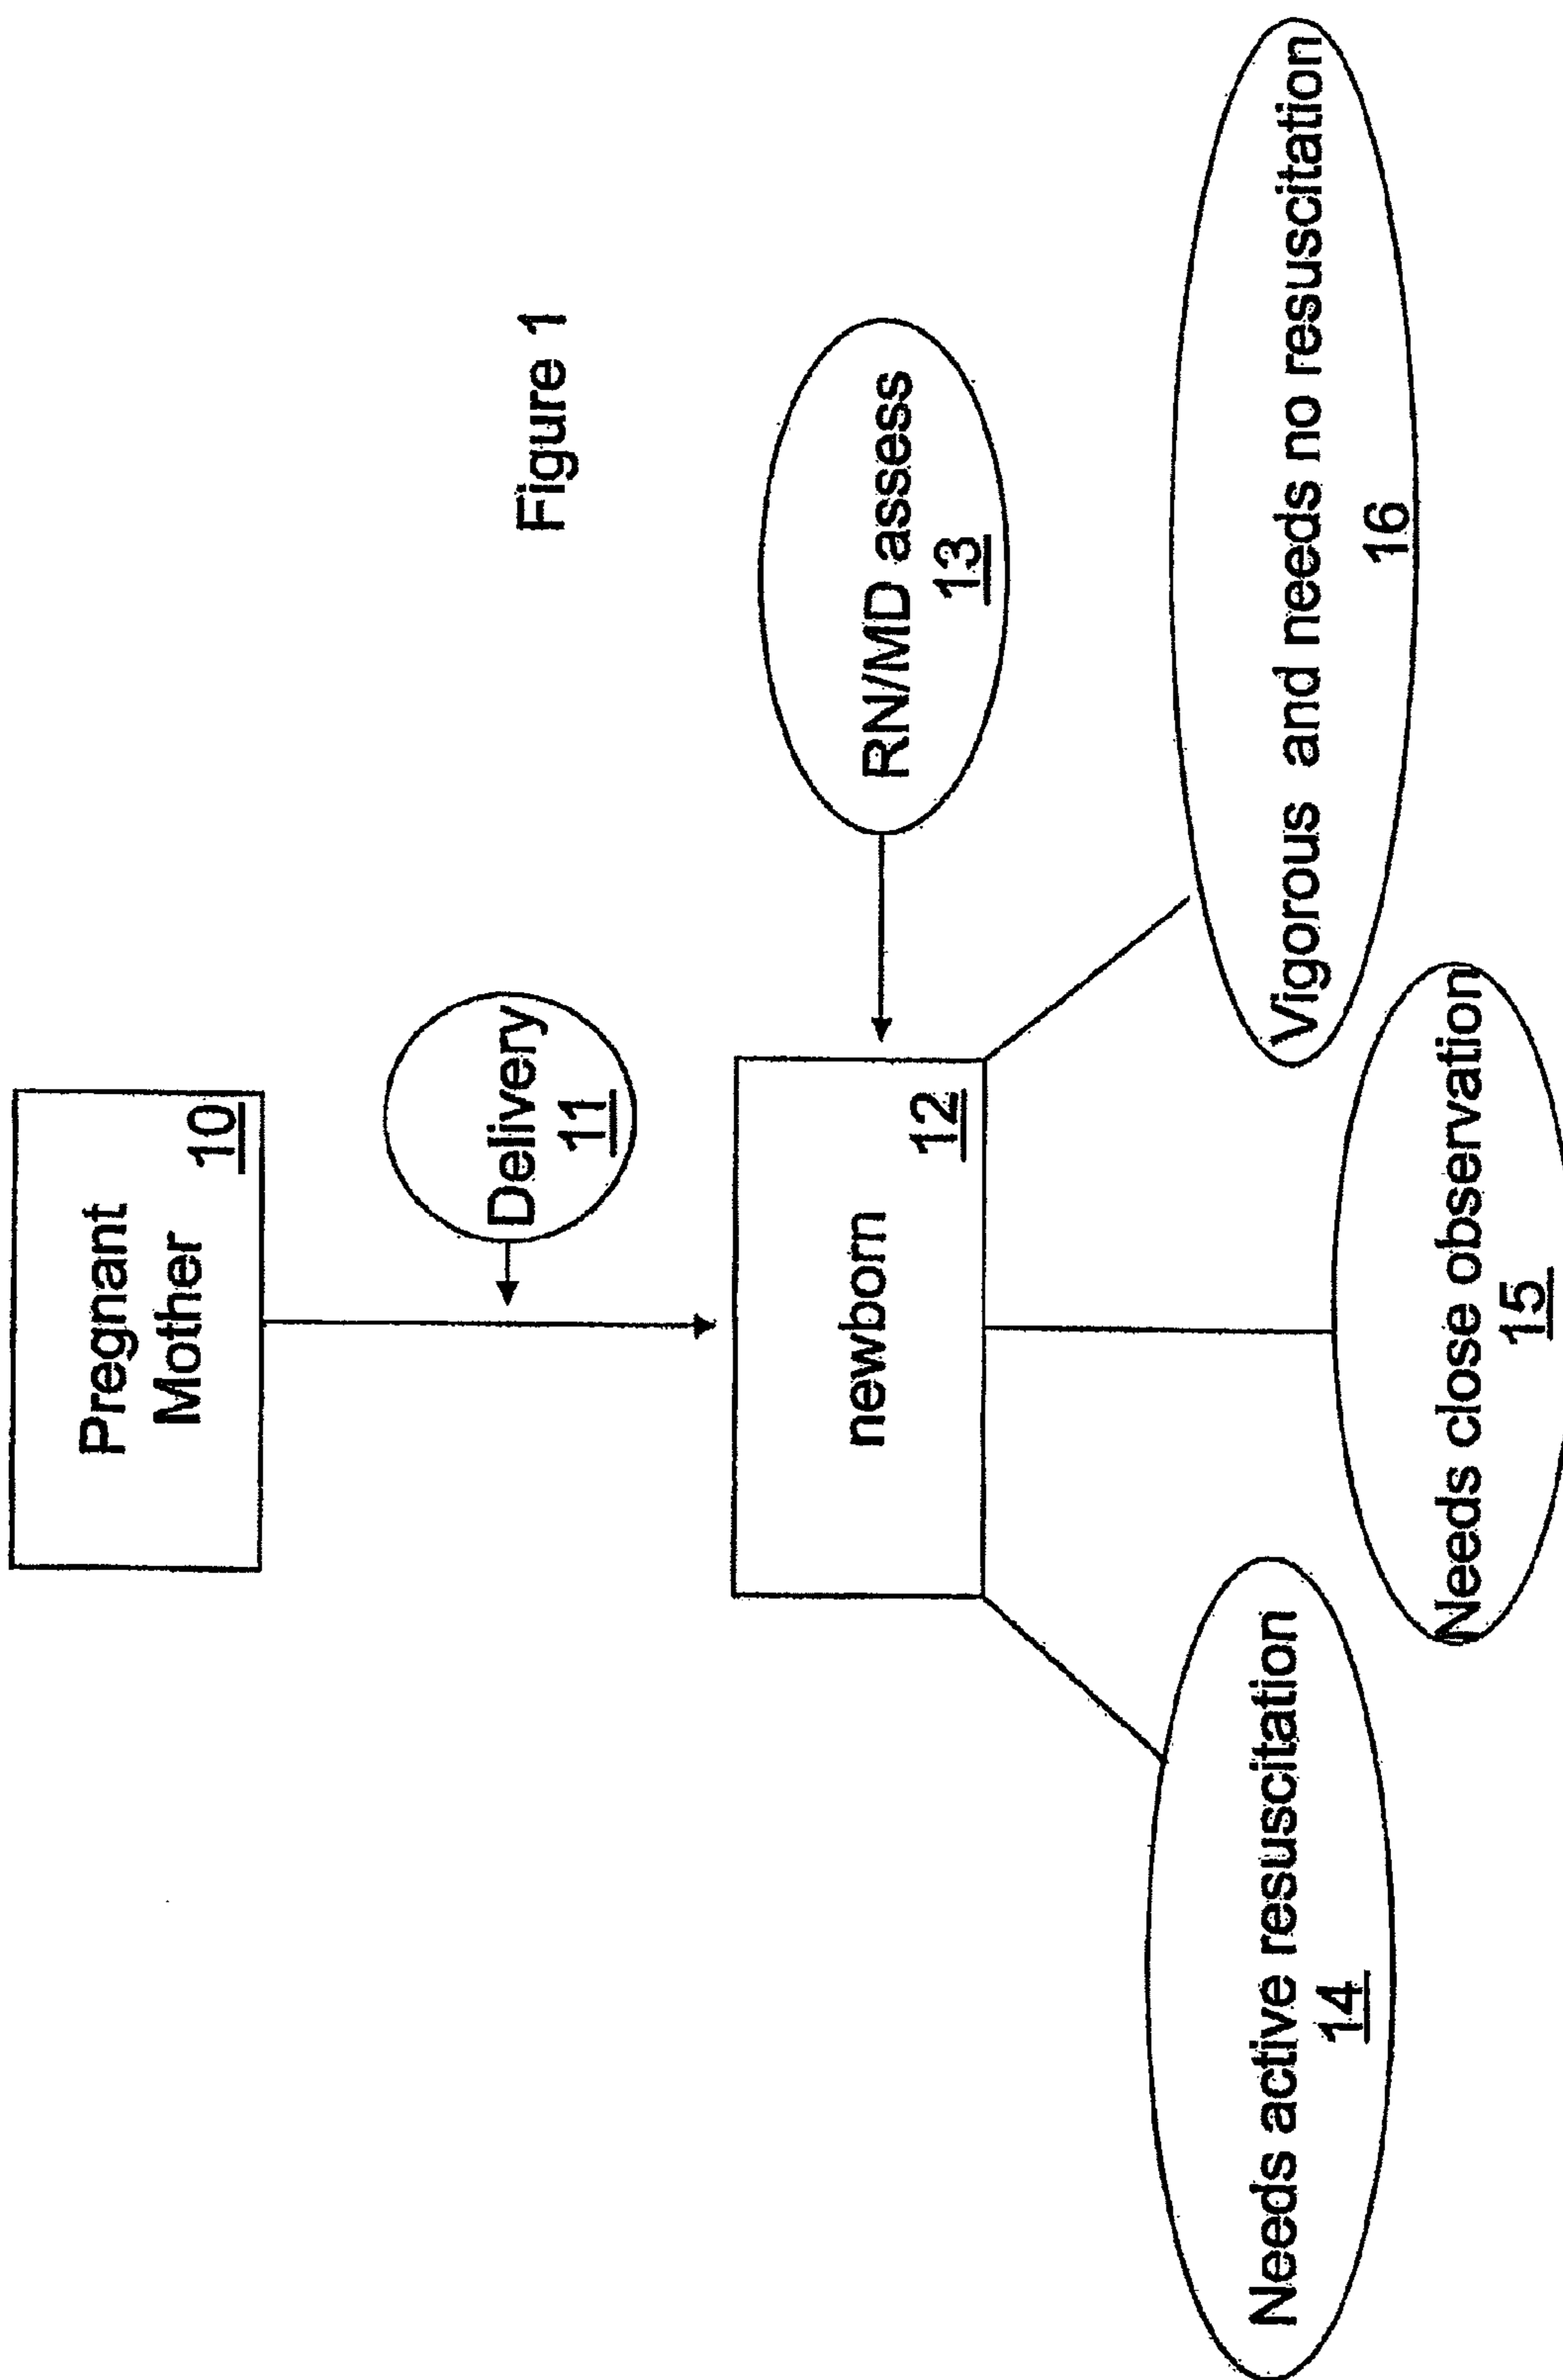 Pregnant
Mother
10
Delivery
11
Figure 1
newborn
12
RN/MD assess
13
Needs active resuscitation
14
Needs close observation
15
Vigorous and needs no resuscitation
16